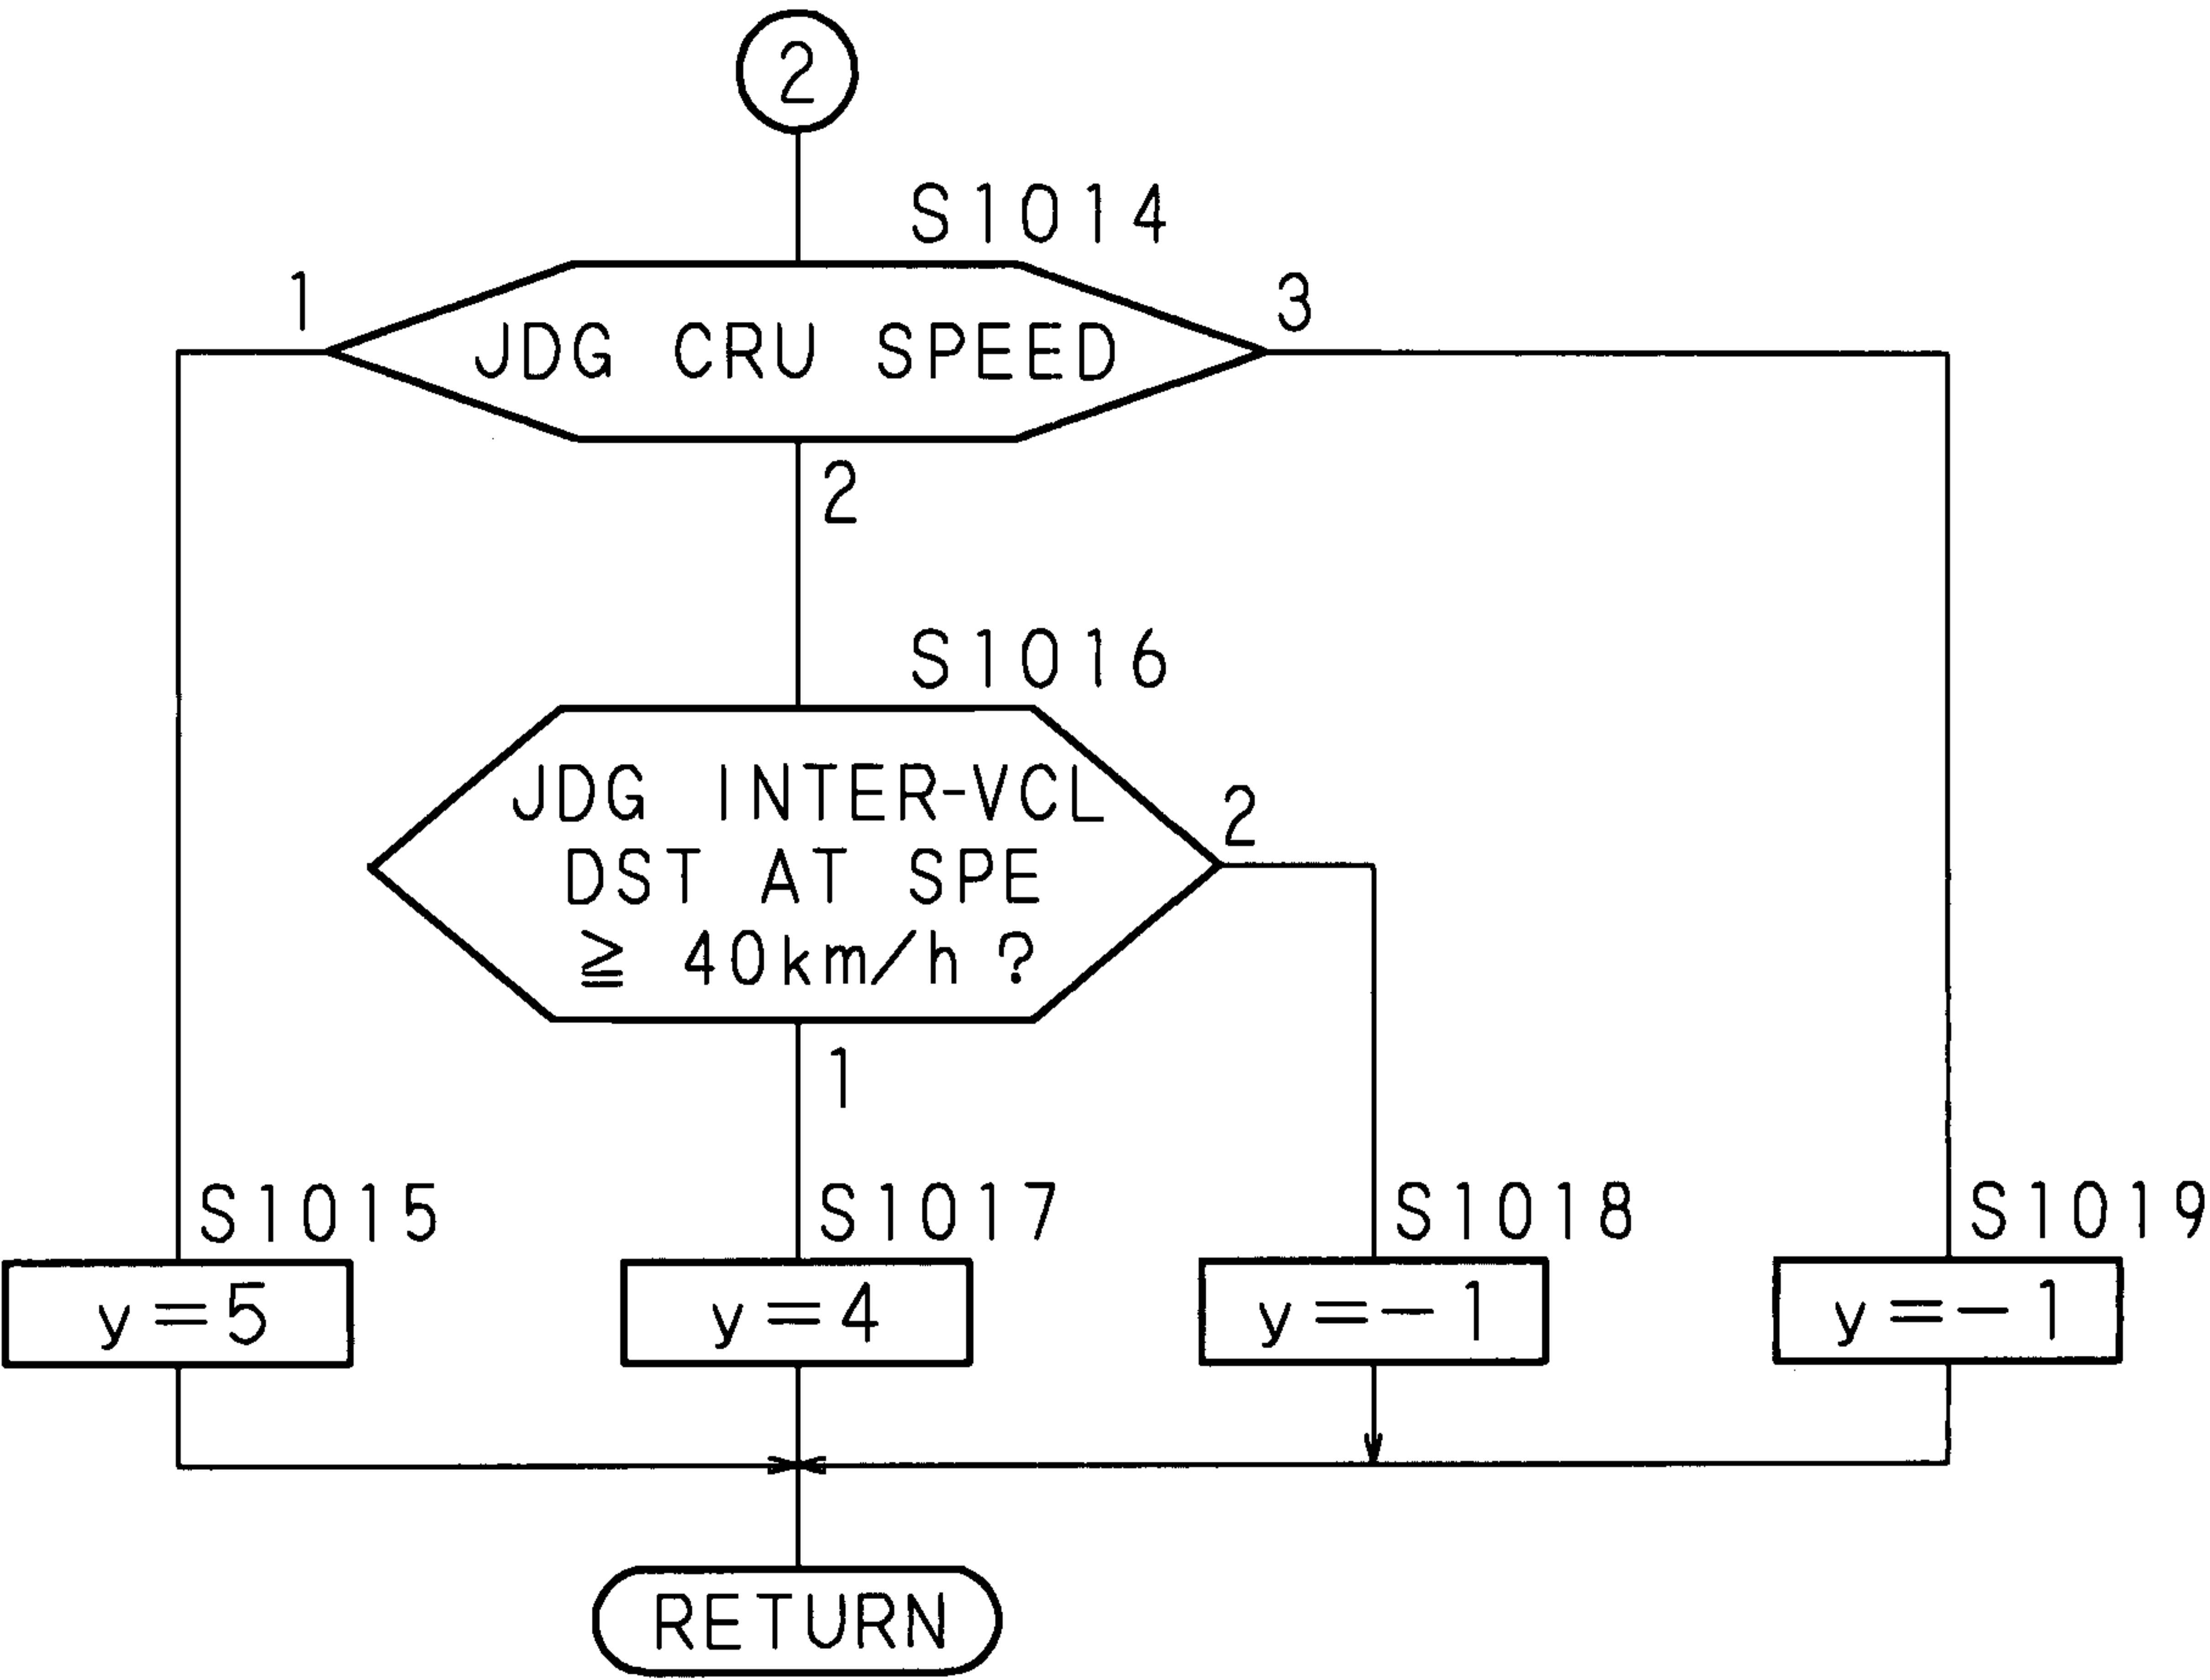 2
S1014
1
3
JDG CRU SPEED
2
S1016
JDG INTER-VCL
DST AT SPE
≧ 40km/h ?
2
1
S1015
S1017
S1018
S1019
y=5
y=4
y=-1
y=-1
RETURN